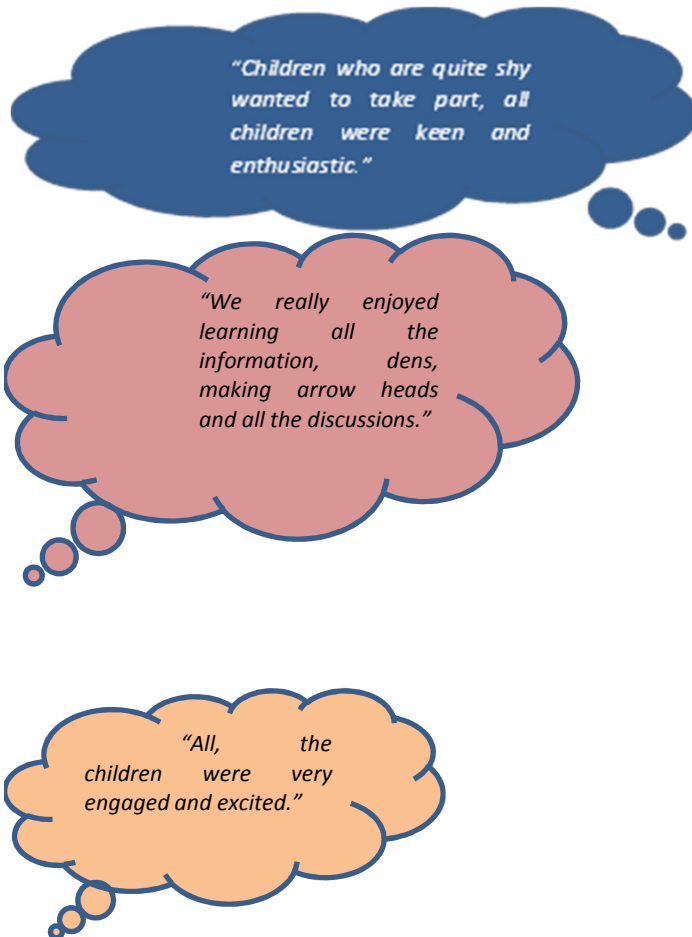 “Children who are quite shy
wanted to take part, all
children were keen and
enthusiastic.”
“We really enjoyed
learning all the
information, dens,
making arrow heads
and all the discussions.”
“All, the
children were very
engaged and excited.”